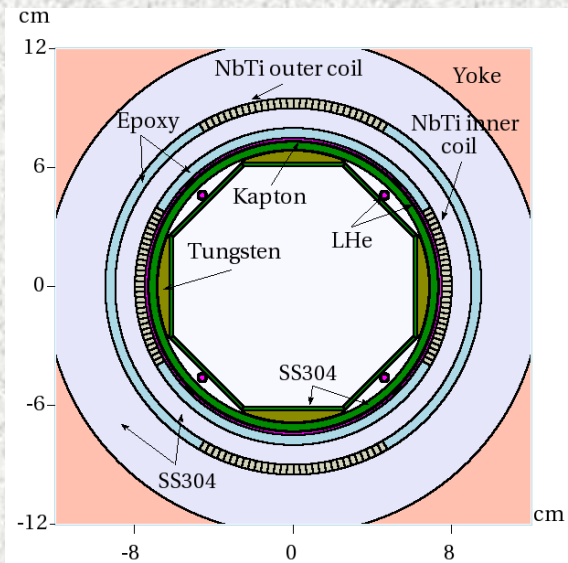 cm
12
NbTi outer coil
Yoke
Epoxy
NbTi inner
coil
6
Kapton
LHe
Tungsten
0
SS304
-6
SS304
-12
cm
-8
0
8